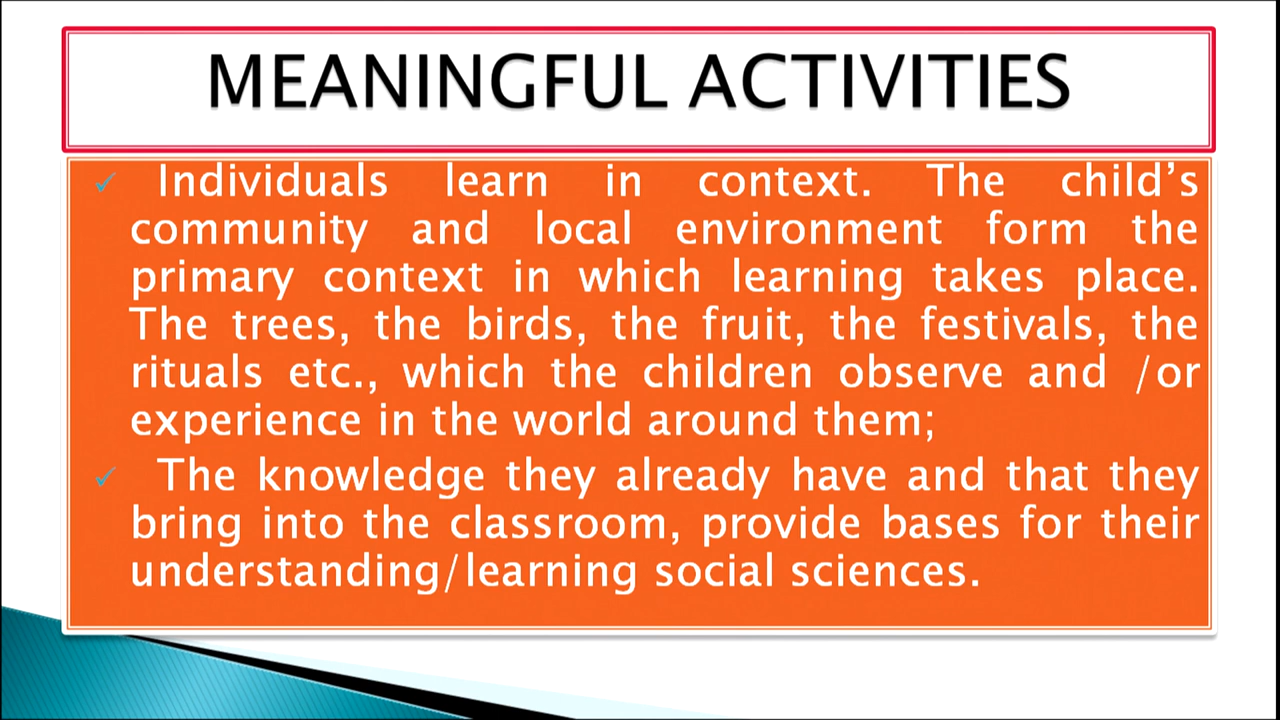 MEANINGFUL ACTIVITIES
✓ Individuals learn in context. The child’s
community and local environment form the
primary context in which learning takes place.
The trees, the birds, the fruit, the festivals, the
rituals etc., which the children observe and /or
experience in the world around them;
✓ The knowledge they already have and that they
bring into the classroom, provide bases for their
understanding/learning social sciences.